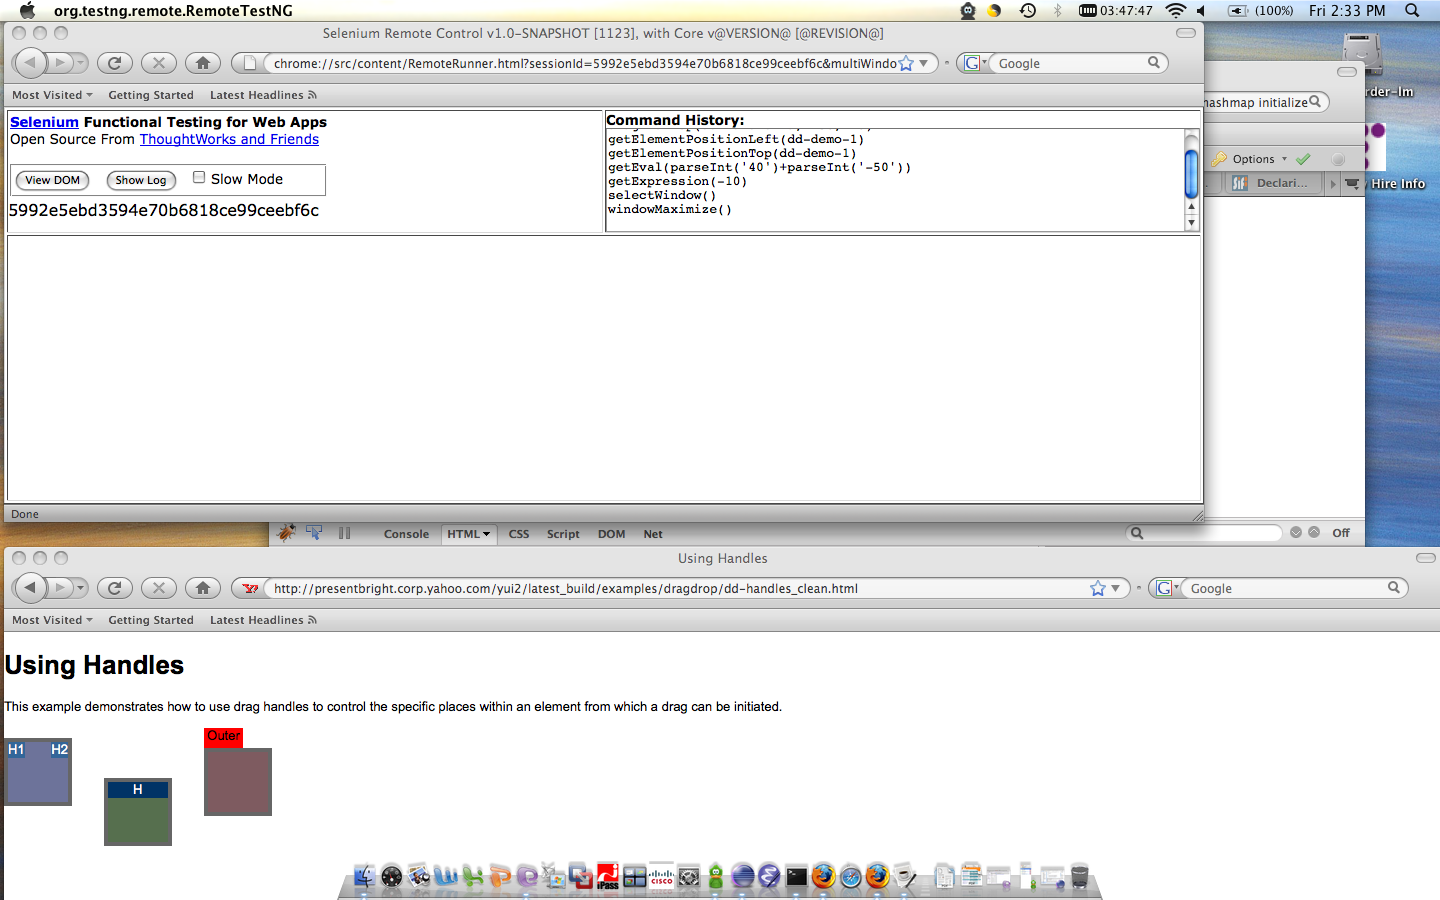 org.testng.remote.RemoteTestNG
03:47:47
(100%)
Fri 2:33 PM
Selenium Remote Control v1.0-SNAPSHOT [1123], with Core v@VERSION@ [@REVISION@]
chrome://src/content/RemoteRunner.html?sessionId=5992e5ebd3594e70b6818ce99ceebf6c&multiWindo
G
Google
Most Visited
Getting Started
Latest Headlines
Selenium Functional Testing for Web Apps
Open Source From ThoughtWorks and Friends
View DOM
Show Log
Slow Mode
5992e5ebd3594e70b6818ce99ceebf6c
Command History:
getElementPositionLeft(dd-demo-1)
getElementPositionTop(dd-demo-1)
getEval(parseInt('40')+parseInt('-50'))
getExpression(-10)
selectWindow()
windowMaximize()
Done
hashmap initialize
rder-Im
Options
Declari...
Hire Info
Console
HTML
CSS
Script
DOM
Net
Off
Using Handles
http://presentbright.corp.yahoo.com/yui2/latest_build/examples/dragdrop/dd-handles_clean.html
G
Google
Most Visited
Getting Started
Latest Headlines
Using Handles
This example demonstrates how to use drag handles to control the specific places within an element from which a drag can be initiated.
H1
H2
H
Outer
iPass
CISCO